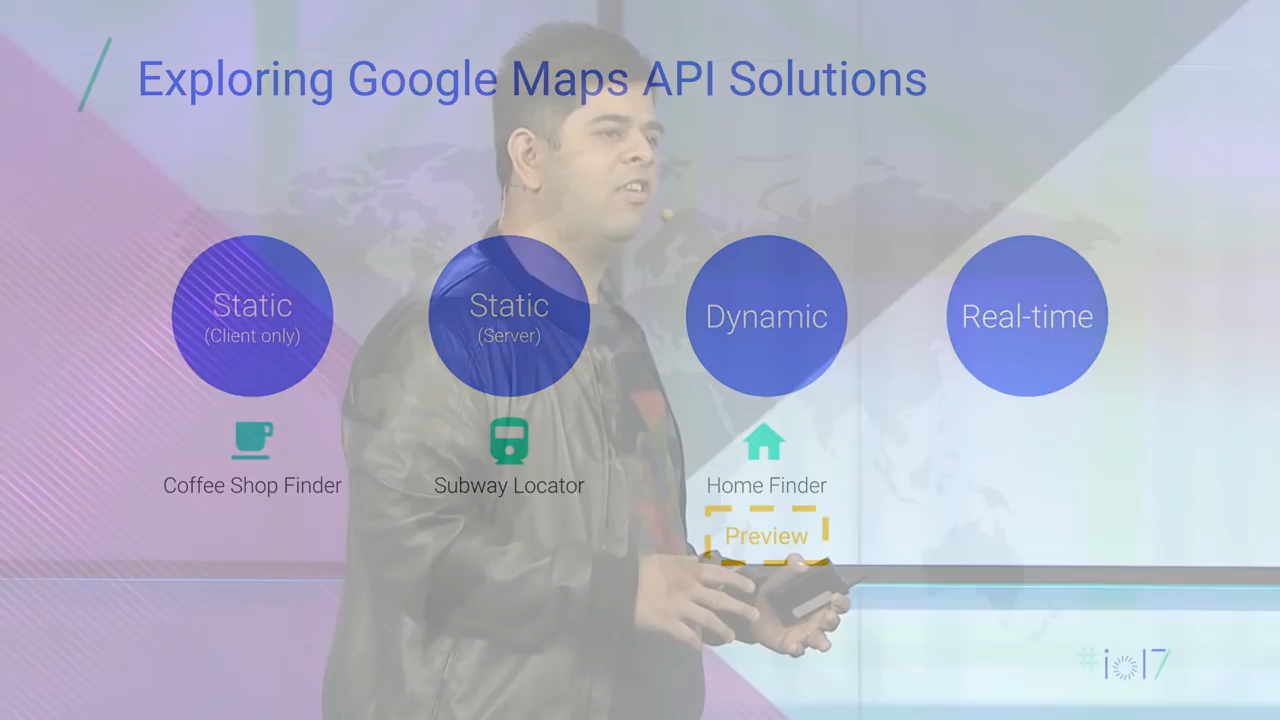 Exploring Google Maps API Solutions
Static
(Client only)
Static
(Server)
Dynamic
Real-time
Coffee Shop Finder
Subway Locator
Home Finder
Preview
#io17